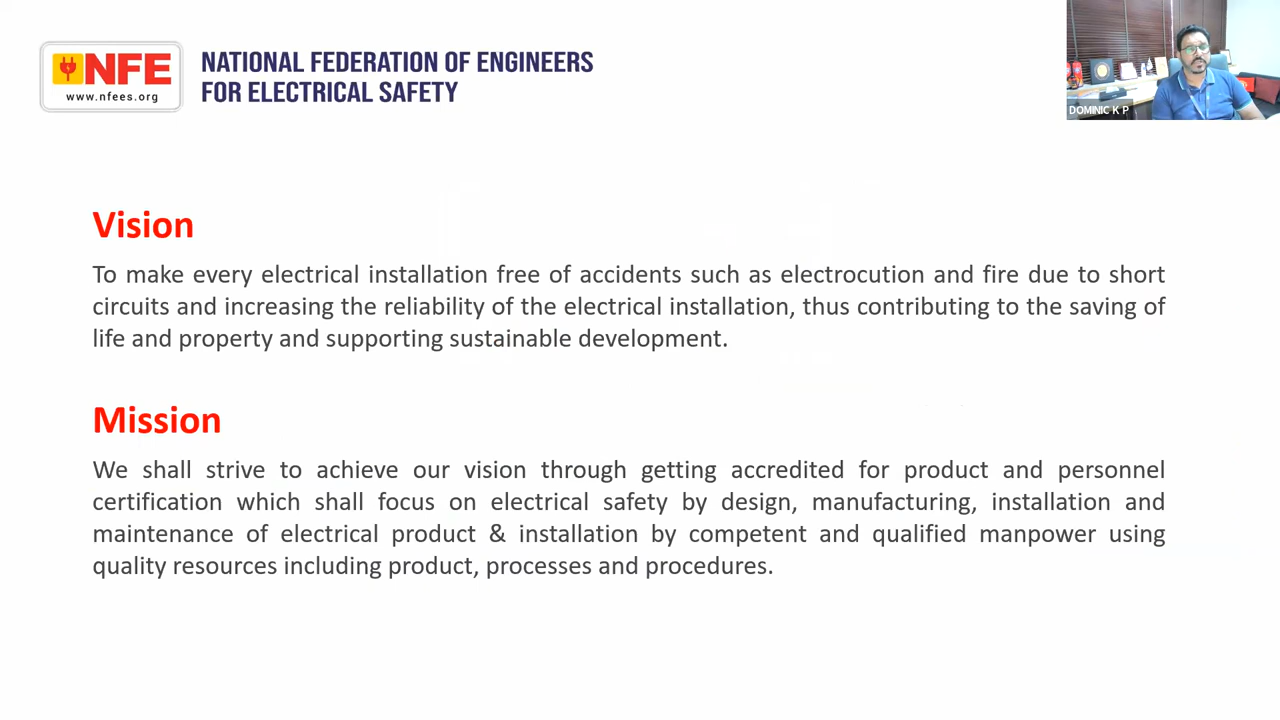 NFE
www.nfees.org
NATIONAL FEDERATION OF ENGINEERS
FOR ELECTRICAL SAFETY
DOMINIC K P
Vision
To make every electrical installation free of accidents such as electrocution and fire due to short
circuits and increasing the reliability of the electrical installation, thus contributing to the saving of
life and property and supporting sustainable development.
Mission
We shall strive to achieve our vision through getting accredited for product and personnel
certification which shall focus on electrical safety by design, manufacturing, installation and
maintenance of electrical product & installation by competent and qualified manpower using
quality resources including product, processes and procedures.